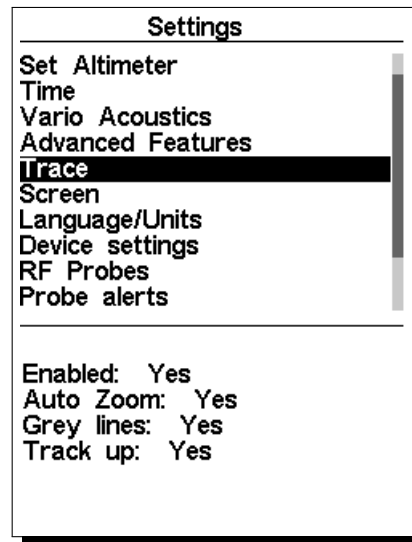 Settings
Set Altimeter
Time
Vario Acoustics
Advanced Features
Trace
Screen
Language/Units
Device settings
RF Probes
Probe alerts
Enabled: Yes
Auto Zoom: Yes
Grey lines: Yes
Track up: Yes